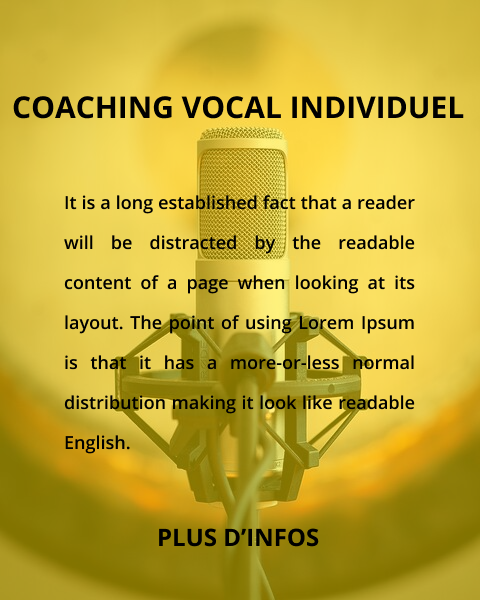 COACHING VOCAL INDIVIDUEL
It is a long established fact that a reader
will be distracted by the readable
content of a page when looking at its
layout. The point of using Lorem Ipsum
is that it has a more-or-less normal
distribution making it look like readable
English.
PLUS D’INFOS